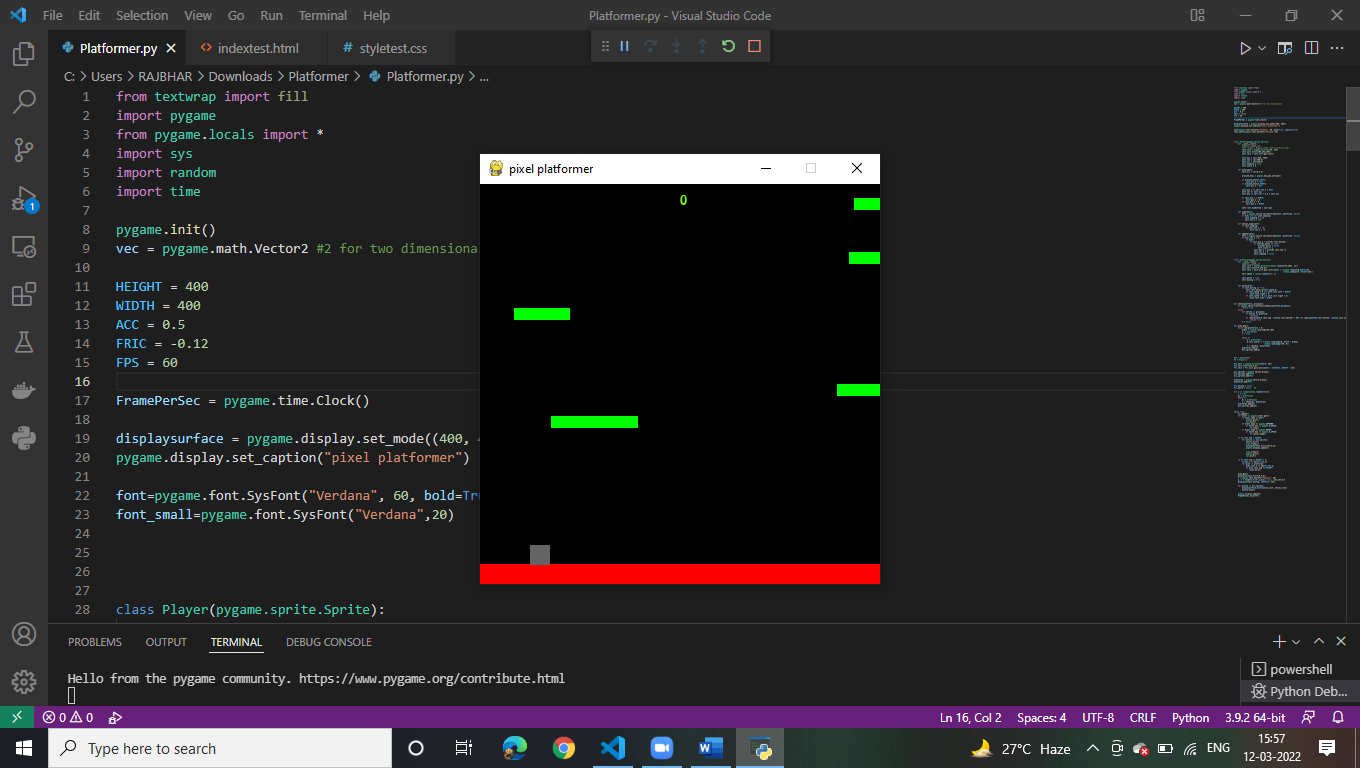 File Edit Selection View Go Run Terminal Help
Platformer.py - Visual Studio Code
Platformer.py
indextest.html
# styletest.css
C: > Users > RAJBHAR > Downloads > Platformer > Platformer.py > ...
1 from textwrap import fill
2 import pygame
3 from pygame.locals import *
4 import sys
5 import random
6 import time
7
8 pygame.init()
9 vec = pygame.math.Vector2 #2 for two dimensiona
10
11 HEIGHT = 400
12 WIDTH = 400
13 ACC = 0.5
14 FRIC = -0.12
15 FPS = 60
16
17 FramePerSec = pygame.time.Clock()
18
19 displaysurface = pygame.display.set_mode((400,
20 pygame.display.set_caption("pixel platformer")
21
22 font=pygame.font.SysFont("Verdana", 60, bold=Tru
23 font_small=pygame.font.SysFont("Verdana",20)
24
25
26
27
28 class Player(pygame.sprite.Sprite):
pixel platformer
0
1
PROBLEMS OUTPUT TERMINAL DEBUG CONSOLE
Hello from the pygame community. https://www.pygame.org/contribute.html
powershell
Python Deb...
0 0
Ln 16, Col 2 Spaces: 4 UTF-8 CRLF Python 3.9.2 64-bit
Type here to search
27°C Haze
ENG
15:57
12-03-2022